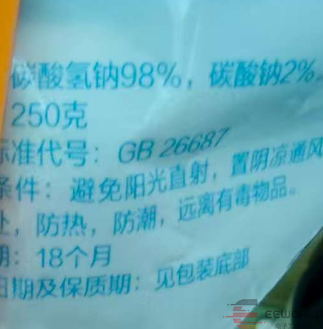 碳酸氢钠98%，碳酸钠2%。
250克
标准代号：GB 26687
条件：避免阳光直射，置阴凉通风
处，防热，防潮，远离有毒物品。
期：18个月
日期及保质期：见包装底部